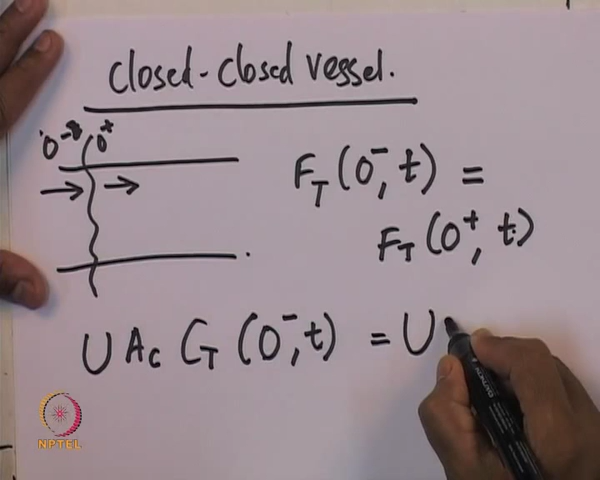 Closed-Closed Vessel.
0⁻ 0⁺
F_T (0⁻, t) =
F_T (0⁺, t)
U A_c C_T (0⁻, t) = U
NPTEL